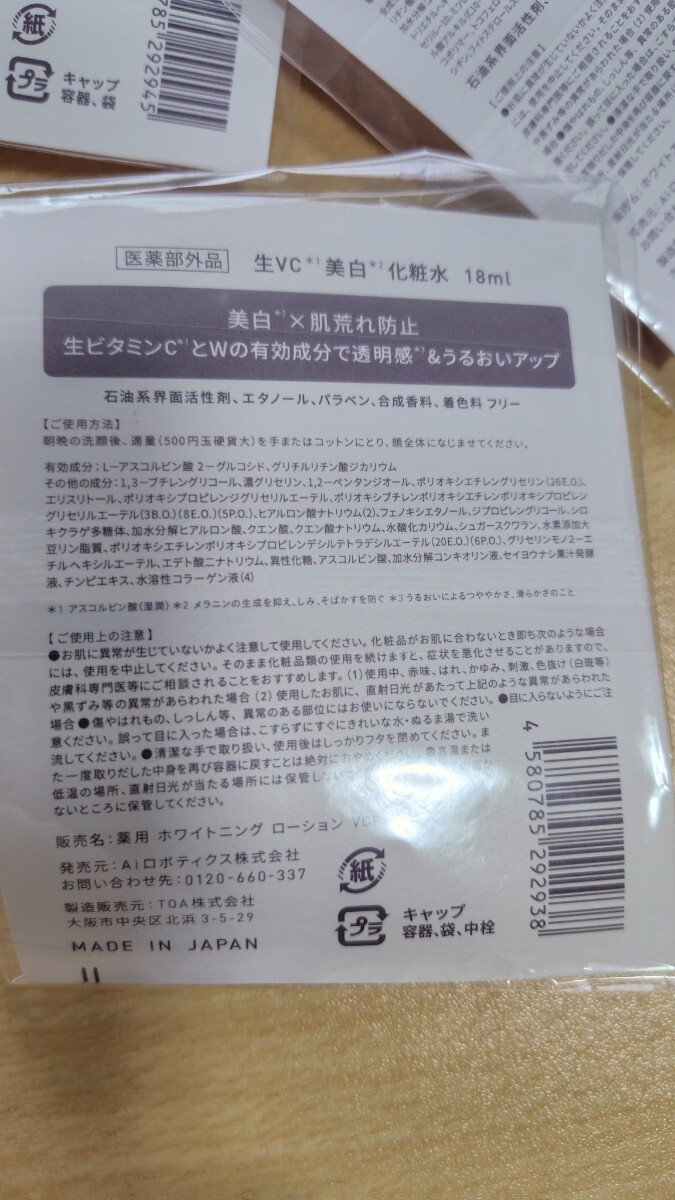 紙
プラ
キャップ
容器、袋
785 292945
石油系界面活性剤、
【ご使用上の注意】
医薬部外品 生VC*1 美白*2 化粧水 18ml
美白*2×肌荒れ防止
生ビタミンC*1とWの有効成分で透明感*3&うるおいアップ
石油系界面活性剤、エタノール、パラベン、合成香料、着色料 フリー
【ご使用方法】
朝晩の洗顔後、適量(500円玉硬貨大)を手またはコットンにとり、顔全体になじませてください。
有効成分:L-アスコルビン酸 2-グルコシド、グリチルリチン酸ジカリウム
その他の成分:1,3-ブチレングリコール、濃グリセリン、1,2-ペンタンジオール、ポリオキシエチレングリセリン(26E.O.)、
エリスリトール、ポリオキシプロピレンジグリセリルエーテル、ポリオキシブチレンポリオキシエチレンポリオキシプロピレン
グリセリルエーテル(3B.O.)(8E.O.)(5P.O.)、ヒアルロン酸ナトリウム(2)、フェノキシエタノール、ジプロピレングリコール、シロ
キクラゲ多糖体、加水分解ヒアルロン酸、クエン酸、クエン酸ナトリウム、水酸化カリウム、シュガースクワラン、水素添加大
豆リン脂質、ポリオキシエチレンポリオキシプロピレンデシルテトラデシルエーテル(20E.O.)(6P.O.)、グリセリンモノ2-エ
チルヘキシルエーテル、エデト酸二ナトリウム、異性化糖、アスコルビン酸、加水分解コンキオリン液、セイヨウナシ果汁発酵
液、チンピエキス、水溶性コラーゲン液(4)
*1 アスコルビン酸(湿潤) *2 メラニンの生成を抑え、しみ、そばかすを防ぐ *3 うるおいによるつややかさ、滑らかさのこと
【ご使用上の注意】
●お肌に異常が生じていないかよく注意して使用してください。化粧品がお肌に合わないとき即ち次のような場合
には、使用を中止してください。そのまま化粧品類の使用を続けますと、症状を悪化させることがありますので、
皮膚科専門医等にご相談されることをおすすめします。(1)使用中、赤味、はれ、かゆみ、刺激、色抜け(白斑等)
や黒ずみ等の異常があらわれた場合(2)使用したお肌に、直射日光があたって上記のような異常があらわれた
場合●傷やはれもの、しっしん等、異常のある部位にはお使いにならないでください。●目に入らないようにご注
意ください。誤って目に入った場合は、こすらずにすぐにきれいな水・ぬるま湯で洗い
流してください。●清潔な手で取り扱い、使用後はしっかりフタを閉めてください。ま
た一度取りだした中身を再び容器に戻すことは絶対におやめください。●高温または
低温の場所、直射日光が当たる場所には保管しないで
ないところに保管してください。
販売名:薬用 ホワイトニング ローション VC
発売元:Aiロボティクス株式会社
お問い合わせ先:0120-660-337
製造販売元:TOA株式会社
大阪市中央区北浜 3-5-29
MADE IN JAPAN
紙
プラ
キャップ
容器、袋、中栓
4 580785 292938